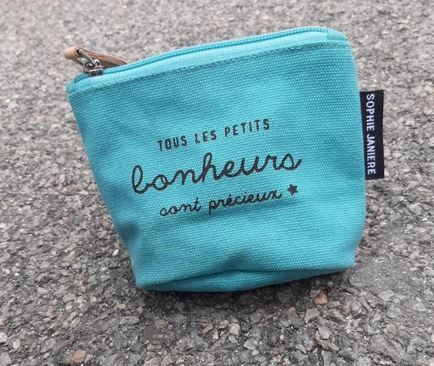 TOUS LES PETITS
bonheurs
sont précieux
SOPHIE JANIERE